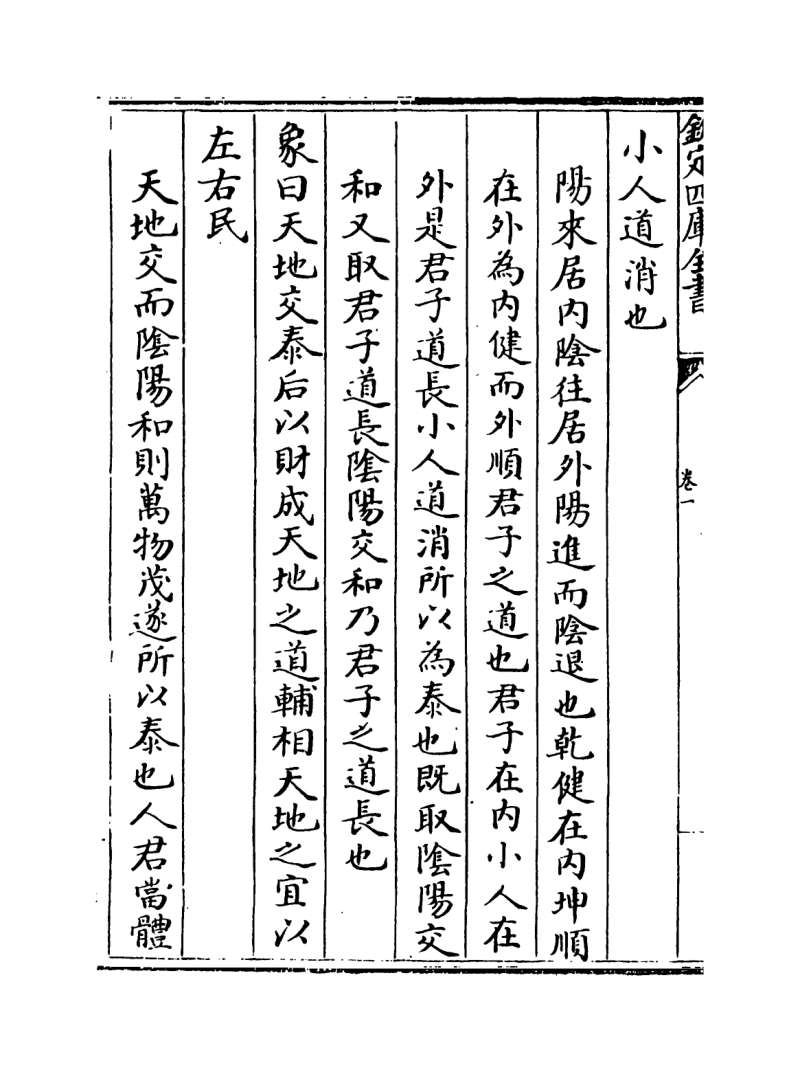 欽定四庫全書
卷一
小人道消也
陽來居内陰往居外陽進而陰退也乾健在内坤順
在外為内健而外順君子之道也君子在内小人在
外是君子道長小人道消所以為泰也既取陰陽交
和又取君子道長陰陽交和乃君子之道長也
象曰天地交泰后以財成天地之道輔相天地之宜以
左右民
天地交而陰陽和則萬物茂遂所以泰也人君當體